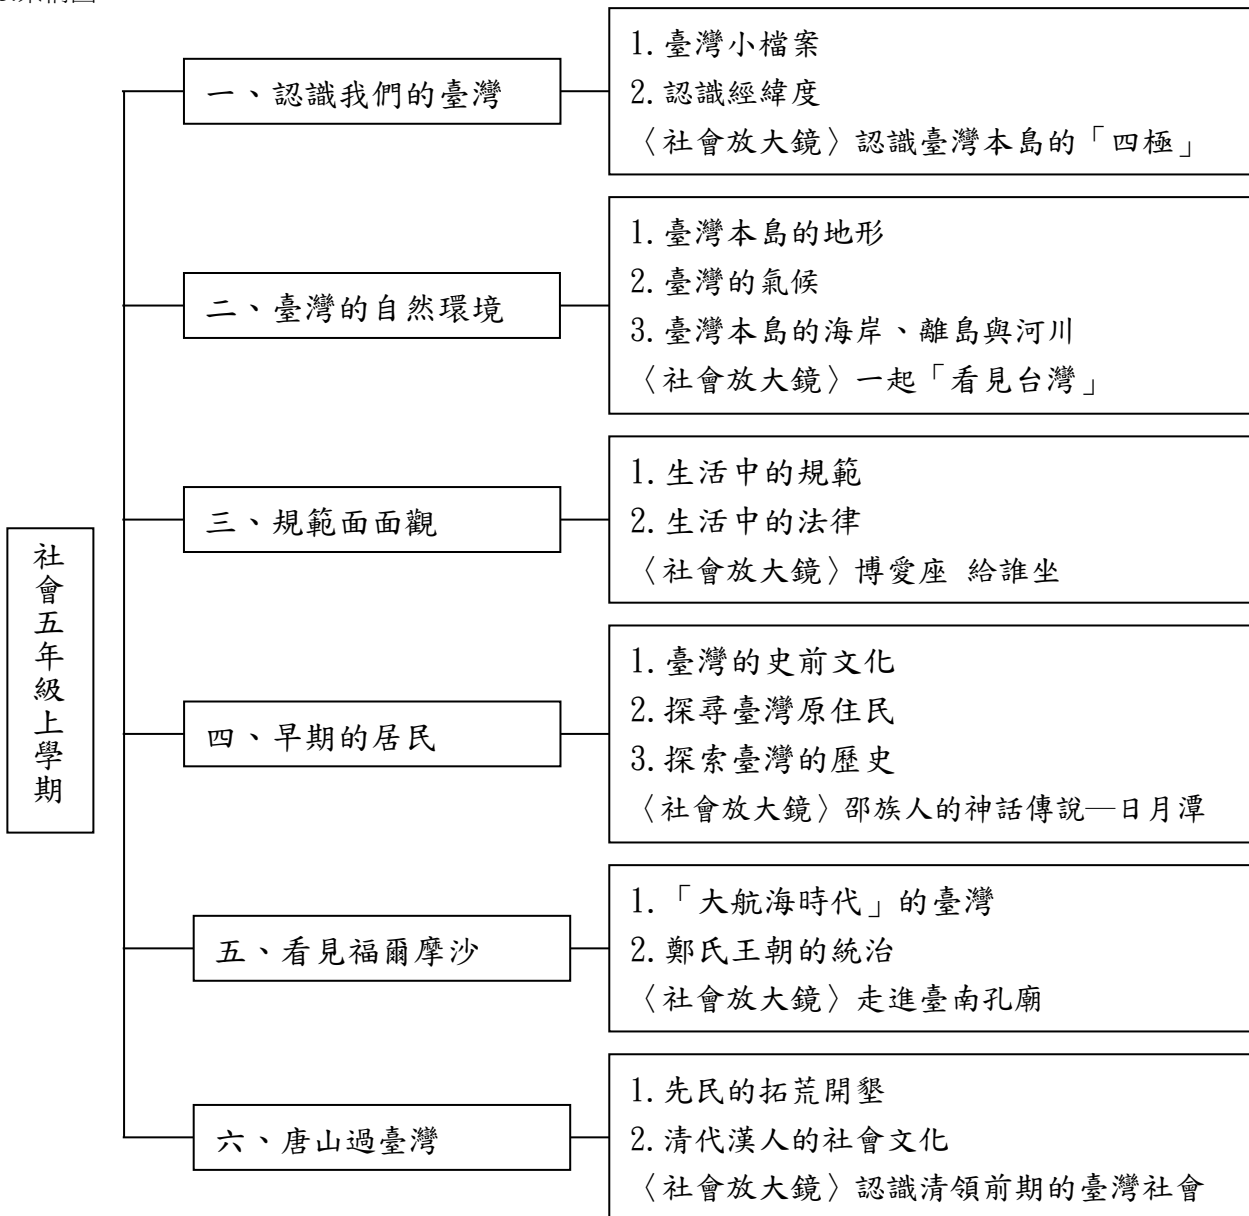 社會五年級上學期
一、認識我們的臺灣
1.臺灣小檔案
2.認識經緯度
〈社會放大鏡〉認識臺灣本島的「四極」
二、臺灣的自然環境
1.臺灣本島的地形
2.臺灣的氣候
3.臺灣本島的海岸、離島與河川
〈社會放大鏡〉一起「看見台灣」
三、規範面面觀
1.生活中的規範
2.生活中的法律
〈社會放大鏡〉博愛座 給誰坐
四、早期的居民
1.臺灣的史前文化
2.探尋臺灣原住民
3.探索臺灣的歷史
〈社會放大鏡〉邵族人的神話傳說—日月潭
五、看見福爾摩沙
1.「大航海時代」的臺灣
2.鄭氏王朝的統治
〈社會放大鏡〉走進臺南孔廟
六、唐山過臺灣
1.先民的拓荒開墾
2.清代漢人的社會文化
〈社會放大鏡〉認識清領前期的臺灣社會